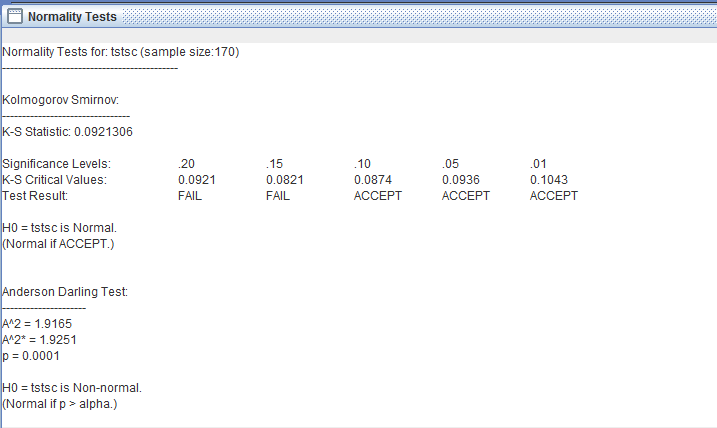 Normality Tests
Normality Tests for: tstsc (sample size:170)
--------------------------------------------
Kolmogorov Smirnov:
--------------------------------
K-S Statistic: 0.0921306
Significance Levels: .20 .15 .10 .05 .01
K-S Critical Values: 0.0921 0.0821 0.0874 0.0936 0.1043
Test Result: FAIL FAIL ACCEPT ACCEPT ACCEPT
H0 = tstsc is Normal.
(Normal if ACCEPT.)
Anderson Darling Test:
---------------------
A^2 = 1.9165
A^2* = 1.9251
p = 0.0001
H0 = tstsc is Non-normal.
(Normal if p > alpha.)